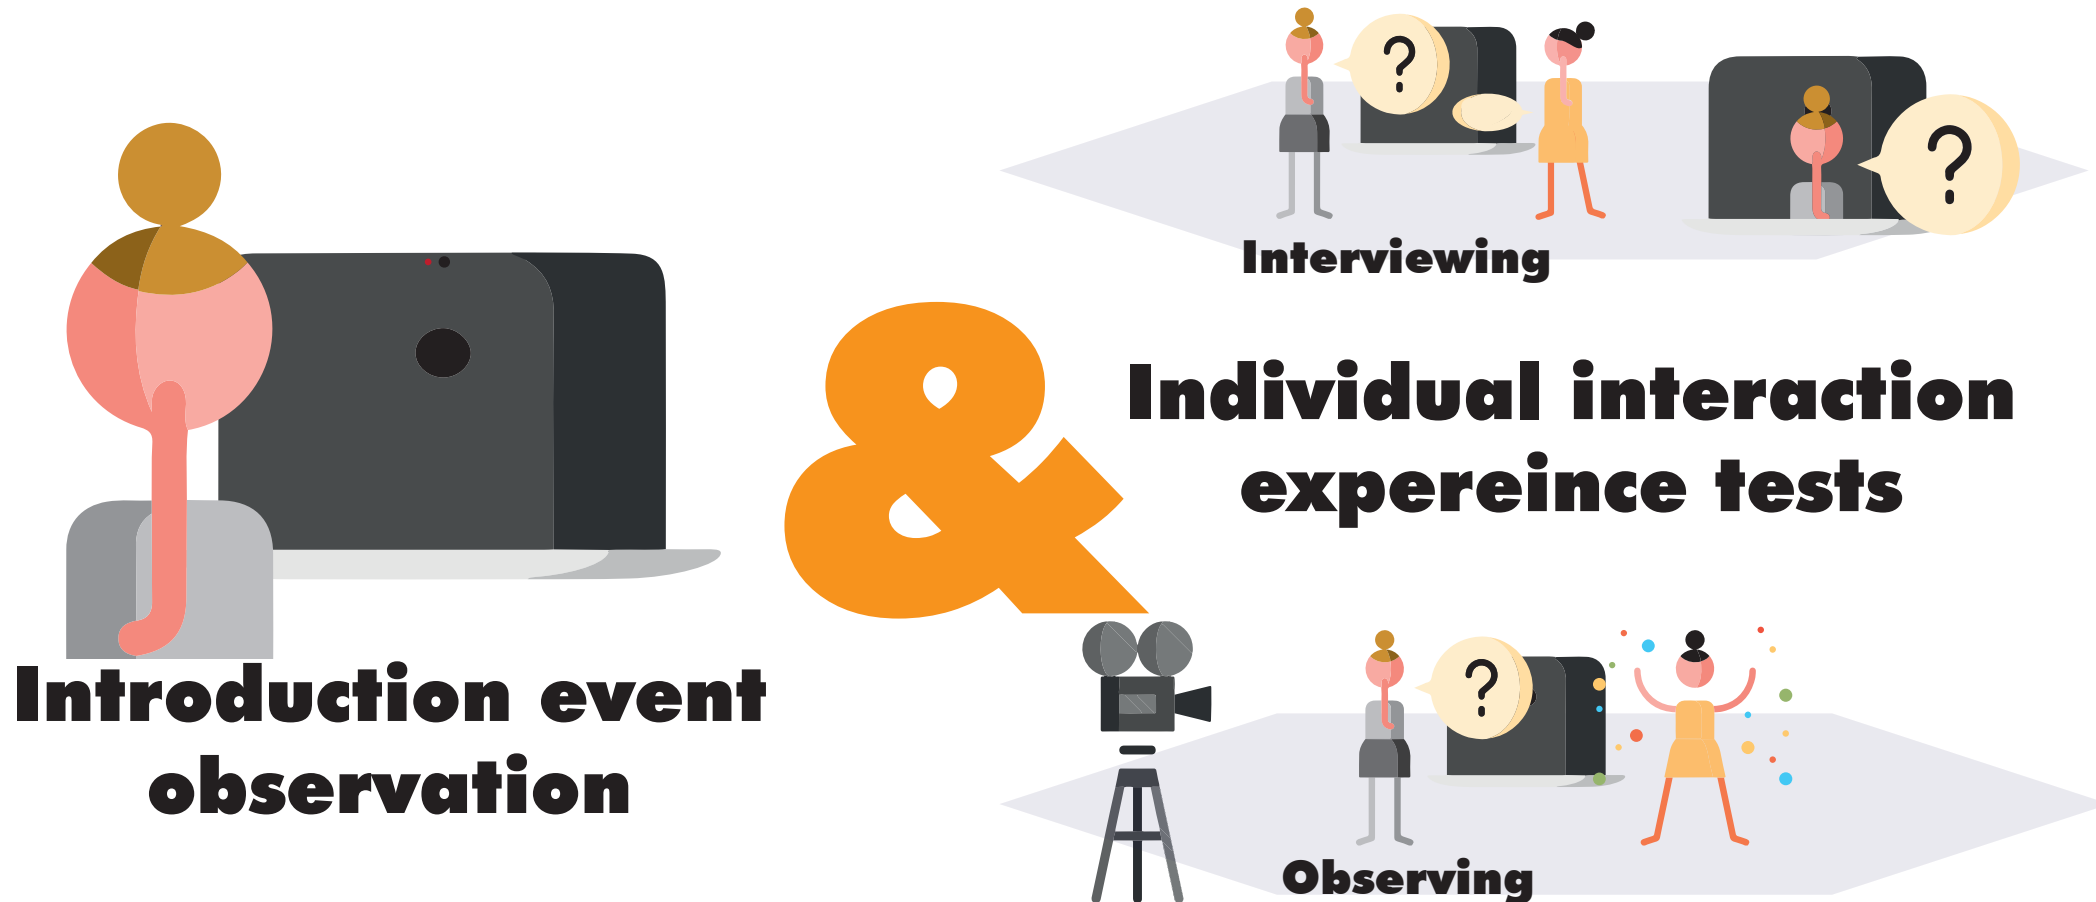 Introduction event
observation
&
?
?
Interviewing
Individual interaction
expereince tests
?
Observing